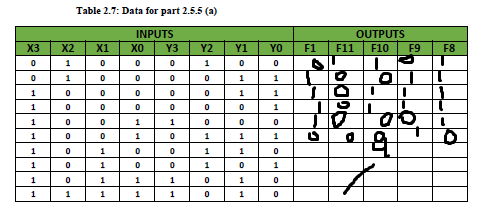 Table 2.7: Data for part 2.5.5 (a)
INPUTS OUTPUTS
X3 X2 X1 X0 Y3 Y2 Y1 Y0 F1 F11 F10 F9 F8
0 1 0 0 0 1 0 0 0 1 1 0 1
0 1 0 0 0 0 1 1 1 0 0 1 1
1 0 0 0 0 0 1 1 1 0 1 1 1
1 0 0 0 0 0 1 1 1 0 1 1 1
1 0 0 1 1 0 0 0 1 0 0 0 1
1 0 0 1 0 1 1 1 0 0 0 1 0
1 0 1 0 0 1 1 0
1 0 1 0 0 1 0 1
1 0 1 1 1 0 1 0
1 1 1 1 1 0 1 0